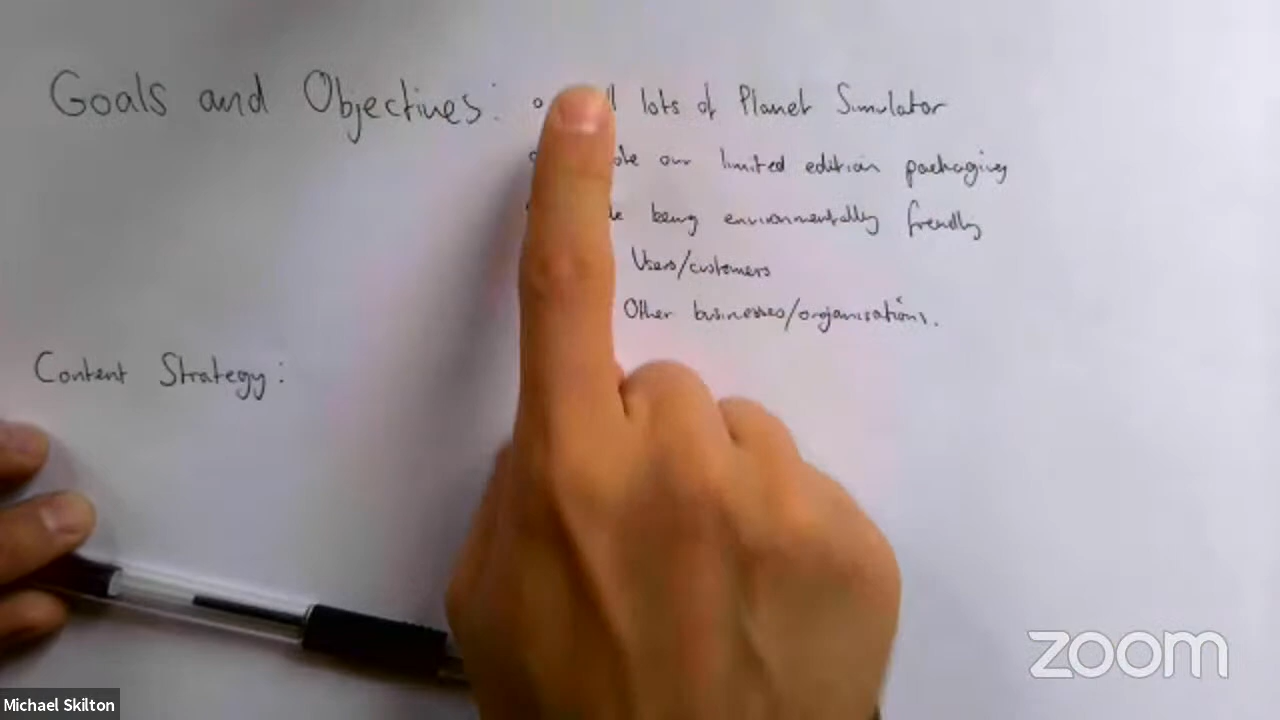 Goals and Objectives: lots of Planet Simulator
our limited edition packaging
being environmentally friendly
Users/customers
Other businesses/organisations.
Content Strategy:
zoom
Michael Skilton